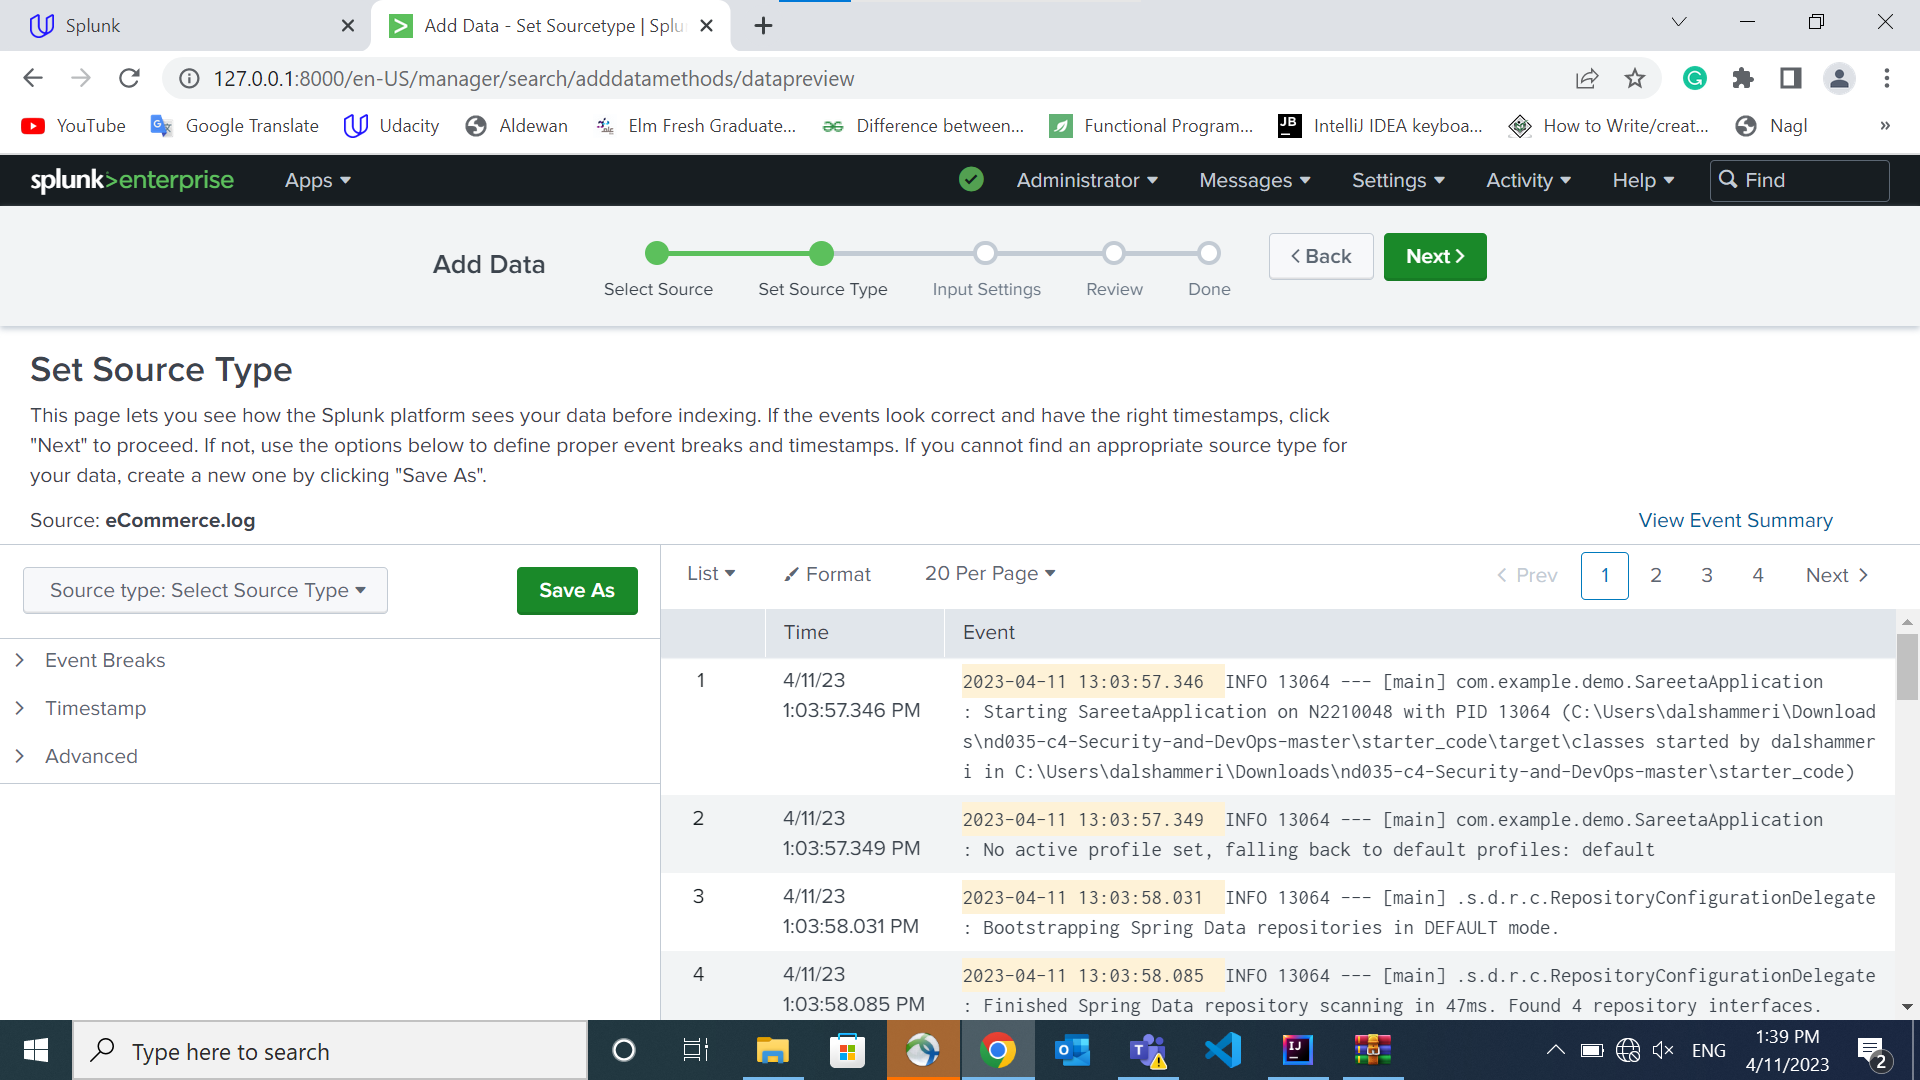 Splunk
Add Data - Set Sourcetype | Splu
127.0.0.1:8000/en-US/manager/search/adddatamethods/datapreview
YouTube Google Translate Udacity Aldewan Elm Fresh Graduate... Difference between... Functional Program... IntelliJ IDEA keyboa... How to Write/creat... Nagl »
splunk>enterprise Apps Administrator Messages Settings Activity Help Find
Add Data
Select Source Set Source Type Input Settings Review Done
< Back Next >
Set Source Type
This page lets you see how the Splunk platform sees your data before indexing. If the events look correct and have the right timestamps, click
"Next" to proceed. If not, use the options below to define proper event breaks and timestamps. If you cannot find an appropriate source type for
your data, create a new one by clicking "Save As".
Source: eCommerce.log
View Event Summary
Source type: Select Source Type
Save As
Event Breaks
Timestamp
Advanced
List Format 20 Per Page < Prev 1 2 3 4 Next >
Time Event
1 4/11/23 2023-04-11 13:03:57.346 INFO 13064 --- [main] com.example.demo.SareetaApplication
1:03:57.346 PM : Starting SareetaApplication on N2210048 with PID 13064 (C:\Users\dalshammeri\Download
s\nd035-c4-Security-and-DevOps-master\starter_code\target\classes started by dalshammer
i in C:\Users\dalshammeri\Downloads\nd035-c4-Security-and-DevOps-master\starter_code)
2 4/11/23 2023-04-11 13:03:57.349 INFO 13064 --- [main] com.example.demo.SareetaApplication
1:03:57.349 PM : No active profile set, falling back to default profiles: default
3 4/11/23 2023-04-11 13:03:58.031 INFO 13064 --- [main] .s.d.r.c.RepositoryConfigurationDelegate
1:03:58.031 PM : Bootstrapping Spring Data repositories in DEFAULT mode.
4 4/11/23 2023-04-11 13:03:58.085 INFO 13064 --- [main] .s.d.r.c.RepositoryConfigurationDelegate
1:03:58.085 PM : Finished Spring Data repository scanning in 47ms. Found 4 repository interfaces.
Type here to search
ENG
1:39 PM
4/11/2023
2